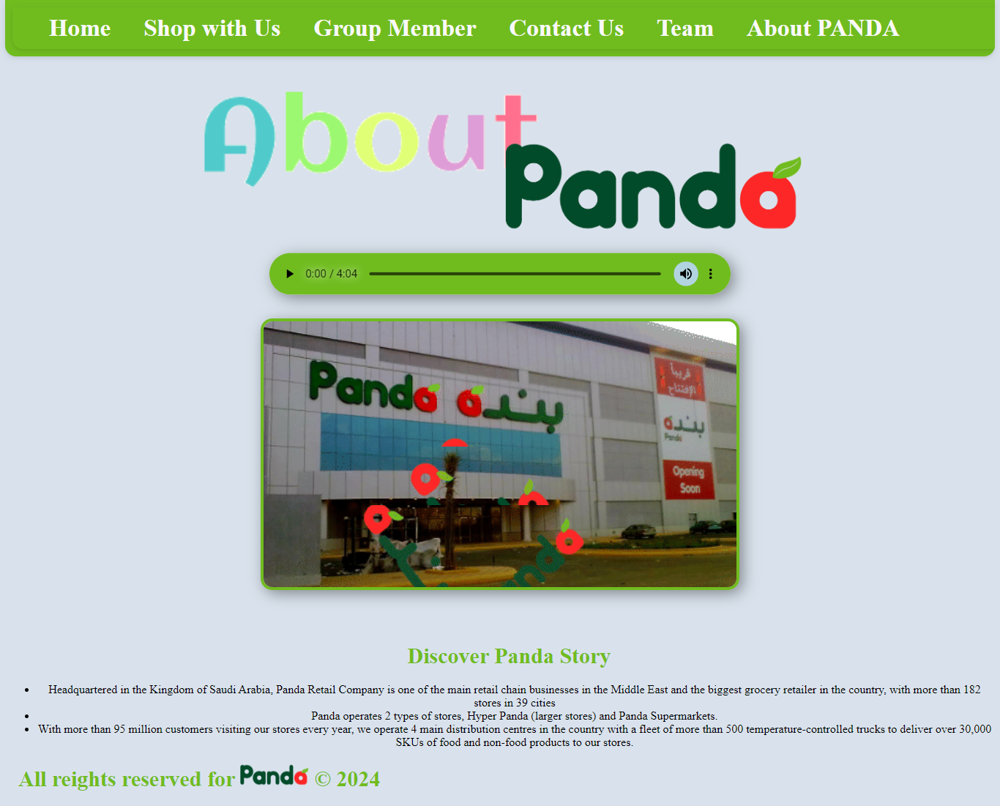 Home Shop with Us Group Member Contact Us Team About PANDA
About
Panda
0:00 / 4:04
Panda بنده
قريباً
الإفتتاح
بنده
Panda
Opening
Soon
Discover Panda Story
• Headquartered in the Kingdom of Saudi Arabia, Panda Retail Company is one of the main retail chain businesses in the Middle East and the biggest grocery retailer in the country, with more than 182
stores in 39 cities
• Panda operates 2 types of stores, Hyper Panda (larger stores) and Panda Supermarkets.
• With more than 95 million customers visiting our stores every year, we operate 4 main distribution centres in the country with a fleet of more than 500 temperature-controlled trucks to deliver over 30,000
SKUs of food and non-food products to our stores.
All reights reserved for Panda © 2024